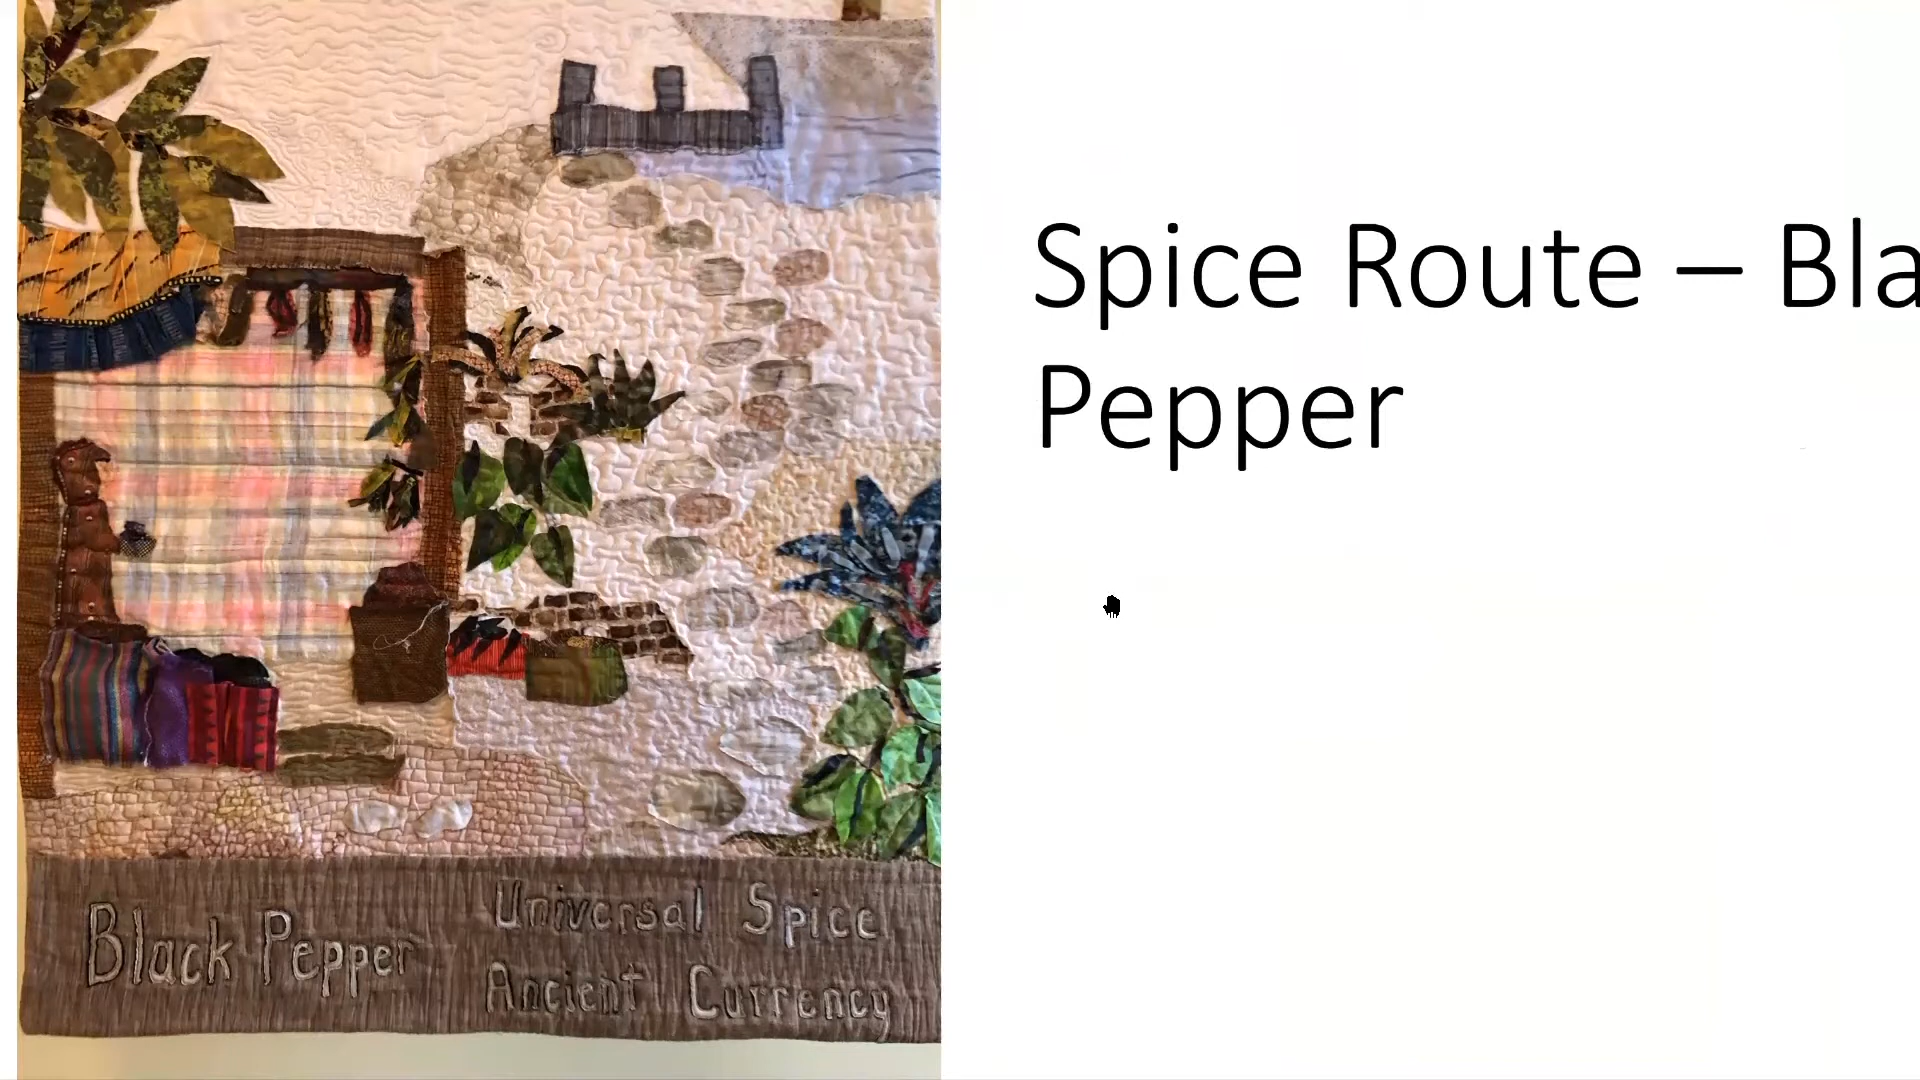 Spice Route – Bla
Pepper
Black Pepper
Universal Spice
Ancient Currency